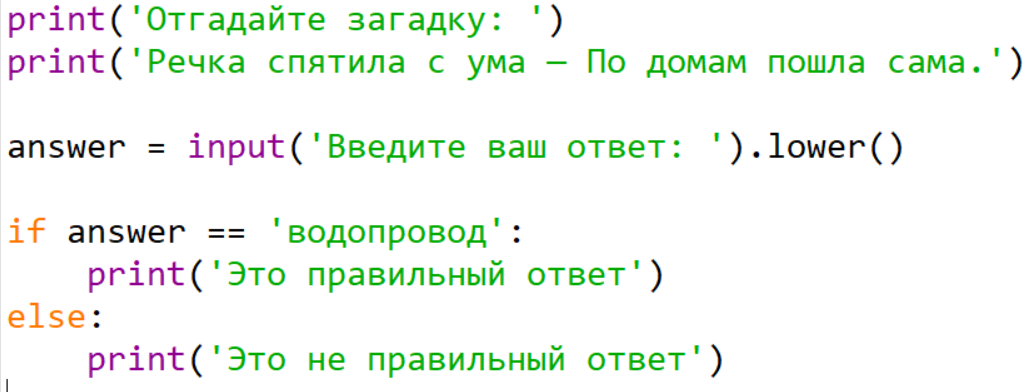 print('Отгадайте загадку: ')
print('Речка спятила с ума – По домам пошла сама.')
answer = input('Введите ваш ответ: ').lower()
if answer == 'водопровод':
    print('Это правильный ответ')
else:
    print('Это не правильный ответ')